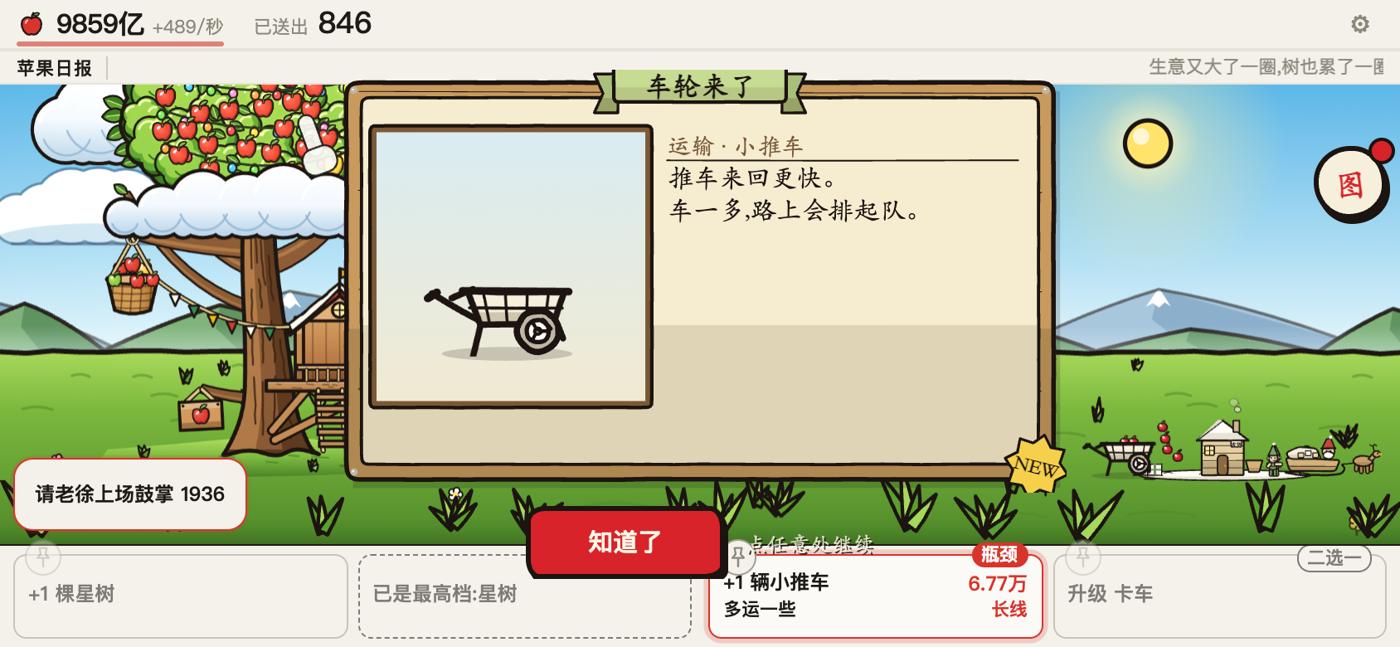 9859亿 +489/秒 已送出 846
苹果日报
生意又大了一圈,树也累了一
车轮来了
运输 · 小推车
推车来回更快。
车一多,路上会排起队。
图
NEW
请老徐上场鼓掌 1936
知道了
点任意处继续
+1 棵星树
已是最高档:星树
瓶颈
+1 辆小推车 6.77万
多运一些 长线
二选一
升级 卡车